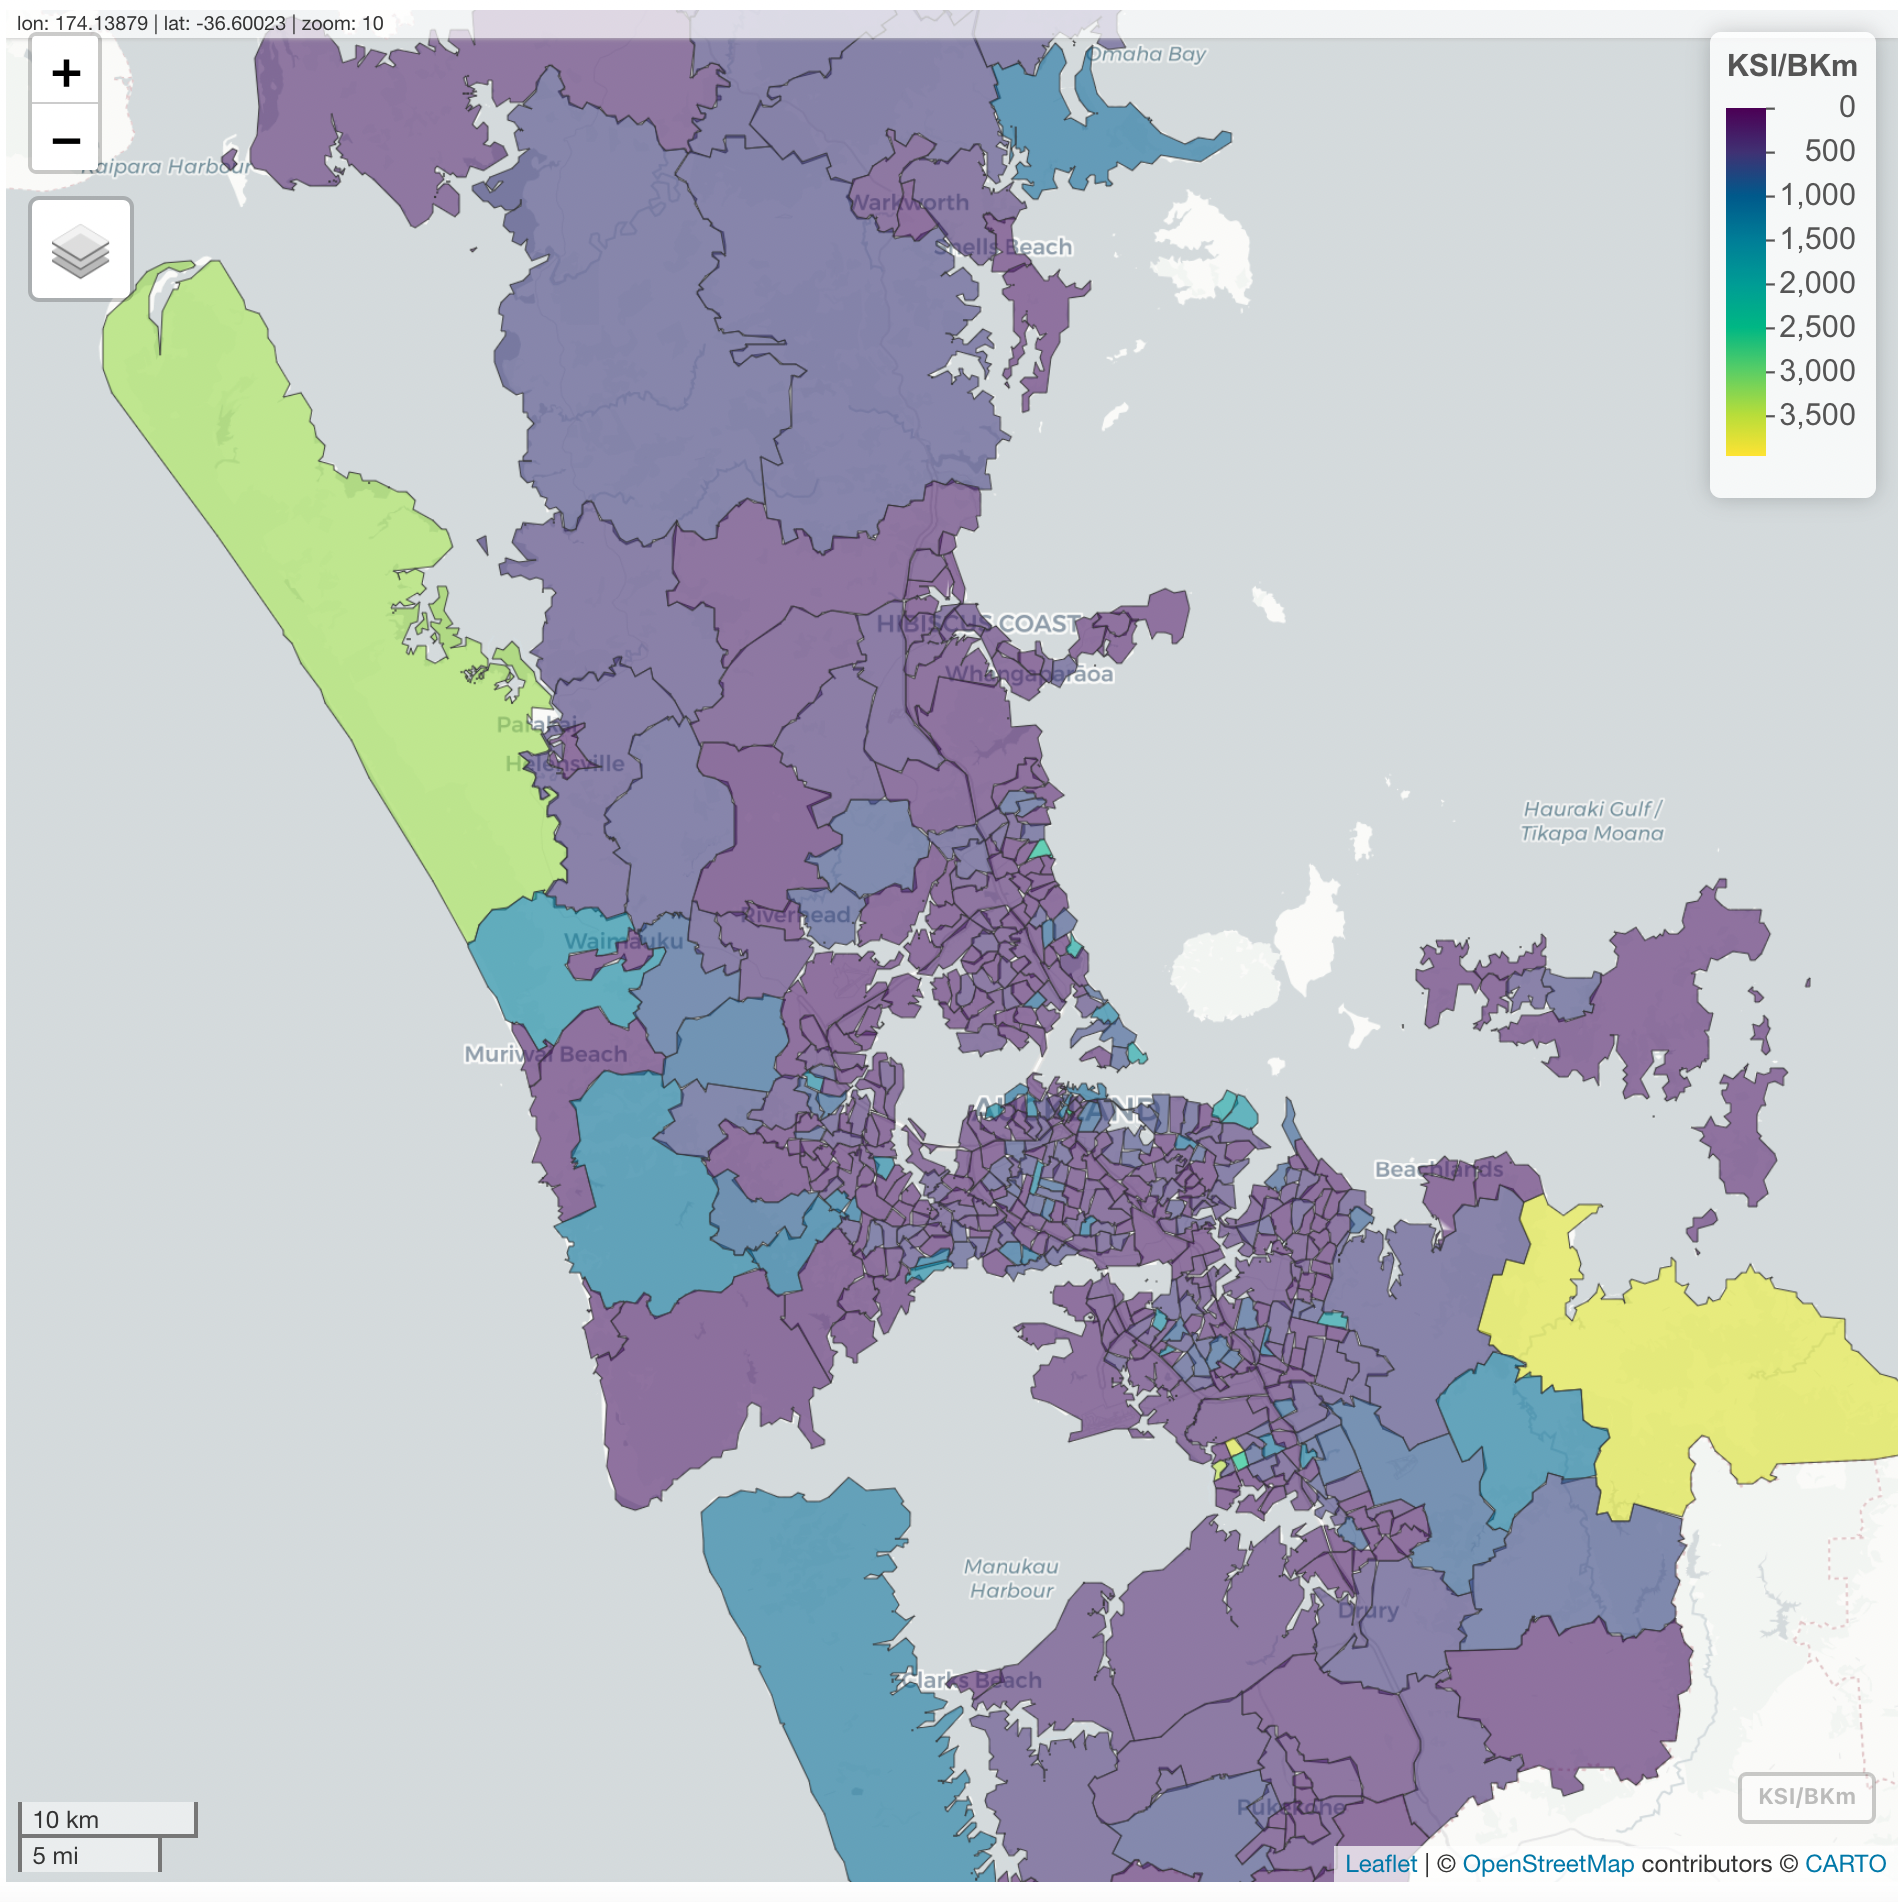 lon: 174.13879 | lat: -36.60023 | zoom: 10
+
−
KSI/BKm
0
500
1,000
1,500
2,000
2,500
3,000
3,500
Omaha Bay
Kaipara Harbour
Warkworth
Snells Beach
HIBISCUS COAST
Whangaparāoa
Parakai
Helensville
Hauraki Gulf /
Tikapa Moana
Riverhead
Waimauku
Muriwai Beach
AUCKLAND
Beachlands
Manukau
Harbour
Drury
Clarks Beach
Pukekohe
KSI/BKm
10 km
5 mi
Leaflet | © OpenStreetMap contributors © CARTO